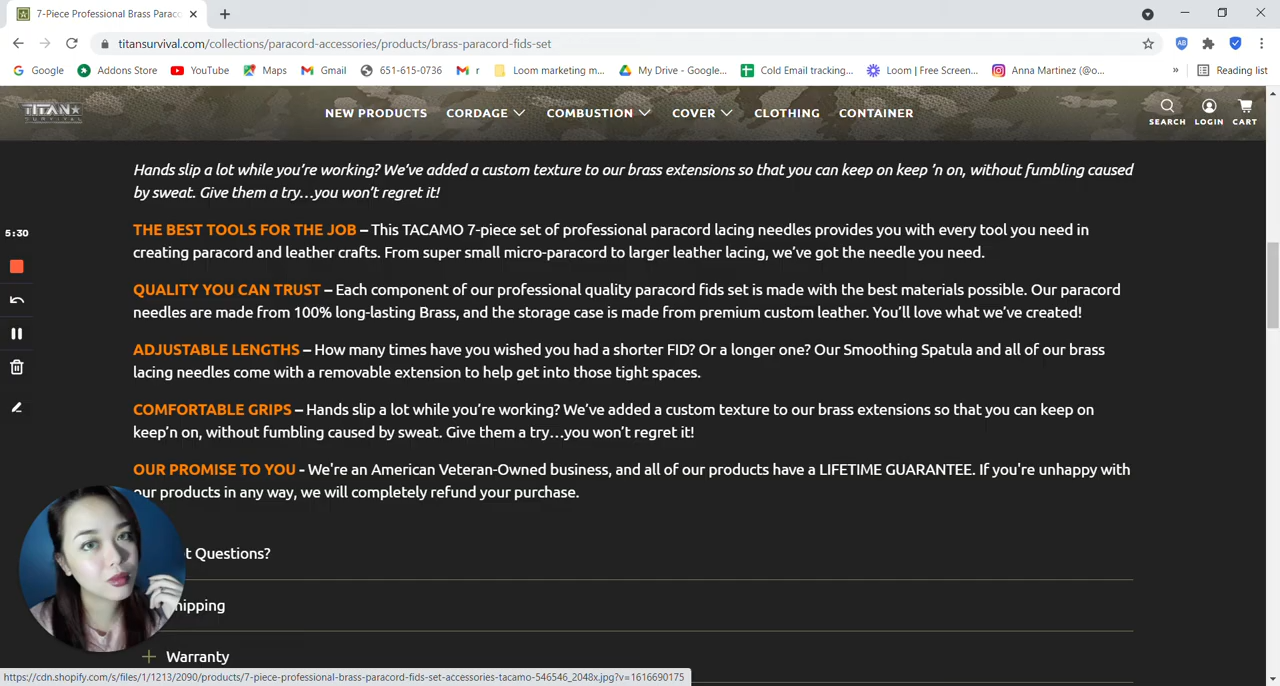 7-Piece Professional Brass Paraco
titansurvival.com/collections/paracord-accessories/products/brass-paracord-fids-set
Google Addons Store YouTube Maps Gmail 651-615-0736 r Loom marketing m... My Drive - Google... Cold Email tracking... Loom | Free Screen... Anna Martinez (@o... » Reading list
TITAN
SURVIVAL
NEW PRODUCTS CORDAGE COMBUSTION COVER CLOTHING CONTAINER
SEARCH LOGIN CART
Hands slip a lot while you're working? We've added a custom texture to our brass extensions so that you can keep on keep 'n on, without fumbling caused
by sweat. Give them a try…you won't regret it!
5:30
THE BEST TOOLS FOR THE JOB – This TACAMO 7-piece set of professional paracord lacing needles provides you with every tool you need in
creating paracord and leather crafts. From super small micro-paracord to larger leather lacing, we've got the needle you need.
QUALITY YOU CAN TRUST – Each component of our professional quality paracord fids set is made with the best materials possible. Our paracord
needles are made from 100% long-lasting Brass, and the storage case is made from premium custom leather. You'll love what we've created!
ADJUSTABLE LENGTHS – How many times have you wished you had a shorter FID? Or a longer one? Our Smoothing Spatula and all of our brass
lacing needles come with a removable extension to help get into those tight spaces.
COMFORTABLE GRIPS – Hands slip a lot while you're working? We've added a custom texture to our brass extensions so that you can keep on
keep'n on, without fumbling caused by sweat. Give them a try…you won't regret it!
OUR PROMISE TO YOU - We're an American Veteran-Owned business, and all of our products have a LIFETIME GUARANTEE. If you're unhappy with
our products in any way, we will completely refund your purchase.
t Questions?
hipping
Warranty
https://cdn.shopify.com/s/files/1/1213/2090/products/7-piece-professional-brass-paracord-fids-set-accessories-tacamo-546546_2048x.jpg?v=1616690175